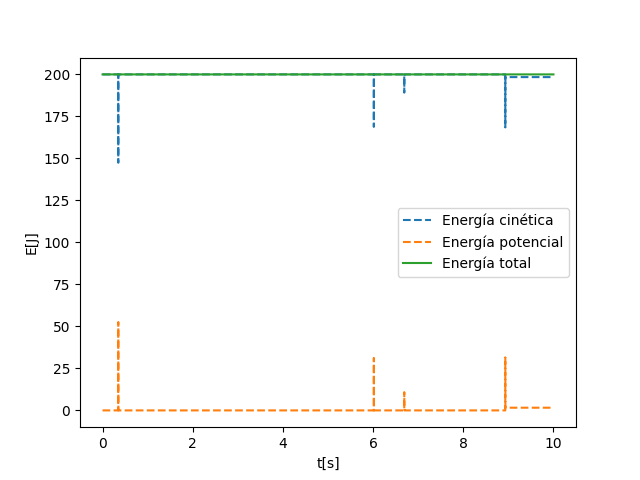 200
175
150
125
100
75
50
25
0
E[J]
Energía cinética
Energía potencial
Energía total
0 2 4 6 8 10
t[s]